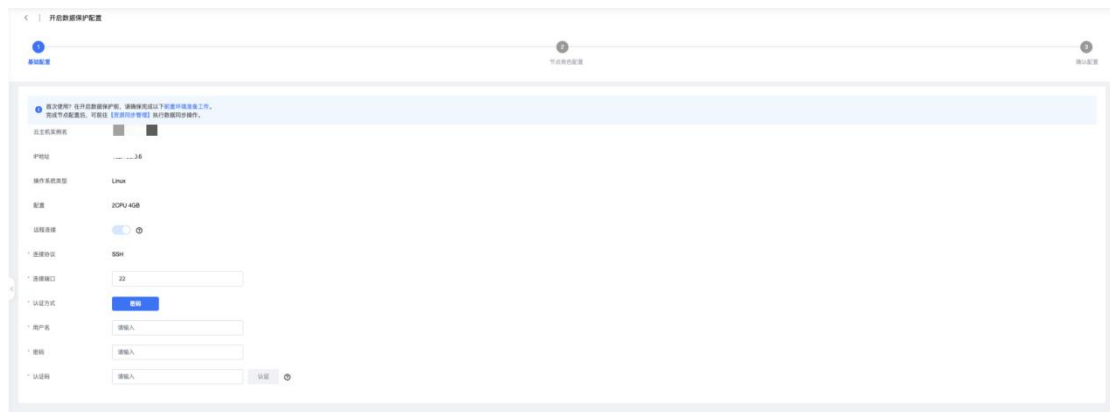 开启数据保护配置
1
2
3
基础配置
节点角色配置
确认配置
首次使用？在开启数据保护前，请确保完成以下配置环境准备工作。
完成节点配置后，可前往【资源同步管理】执行数据同步操作。
云主机实例名
IP地址
操作系统类型 Linux
配置 2CPU 4GB
远程连接
* 连接协议 SSH
* 连接端口 22
* 认证方式 密码
* 用户名 请输入
* 密码 请输入
* 认证码 请输入 认证